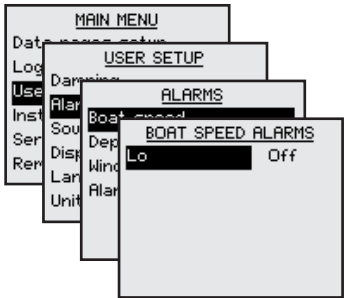 MAIN MENU
Data pages setup
Log
Use
Inst
Ser
Rem
USER SETUP
Damping
Alar
Sou
Disp
Lan
Unit
ALARMS
Boat speed
Dep
Wind
Alar
BOAT SPEED ALARMS
Lo Off